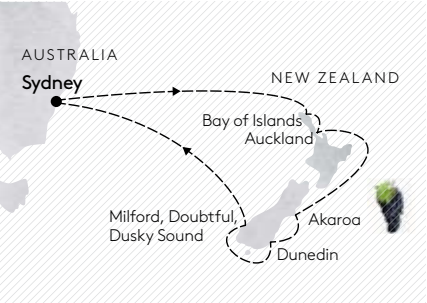 AUSTRALIA
Sydney
NEW ZEALAND
Bay of Islands
Auckland
Milford, Doubtful,
Dusky Sound
Akaroa
Dunedin